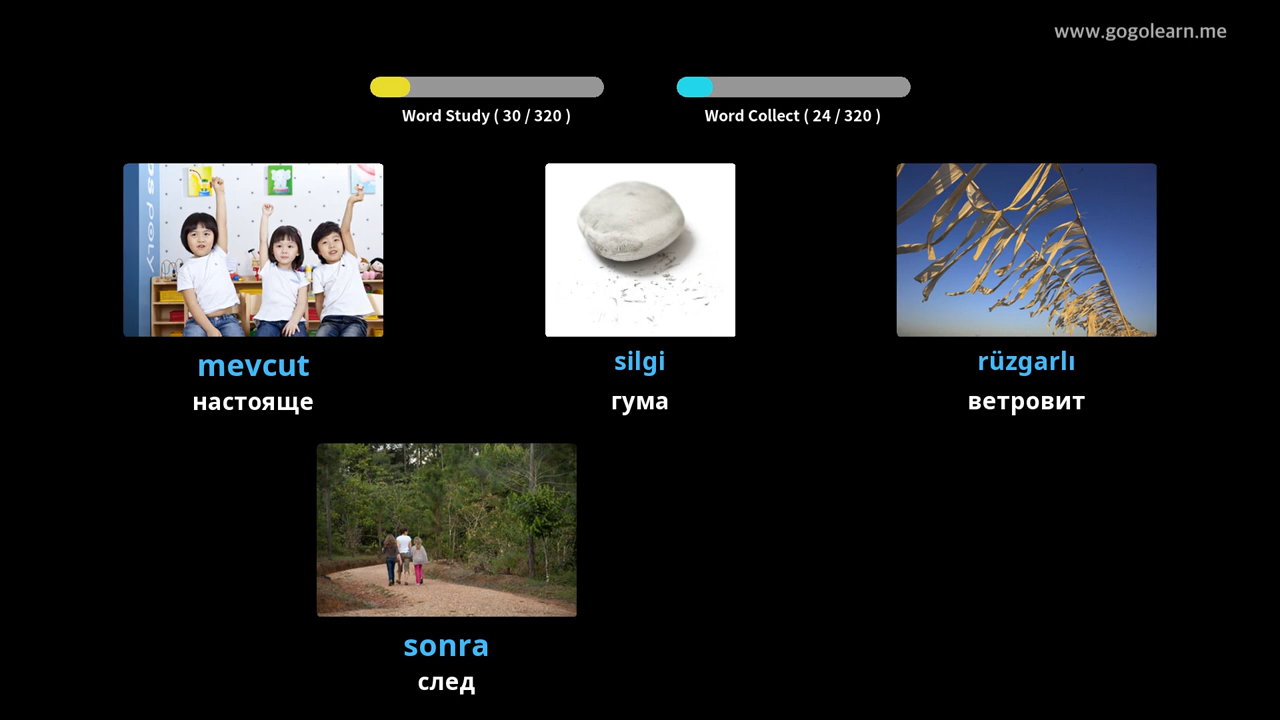 www.gogolearn.me
Word Study ( 30 / 320 )
Word Collect ( 24 / 320 )
POLY
mevcut
silgi
rüzgarlı
настояще
гума
ветровит
sonra
след